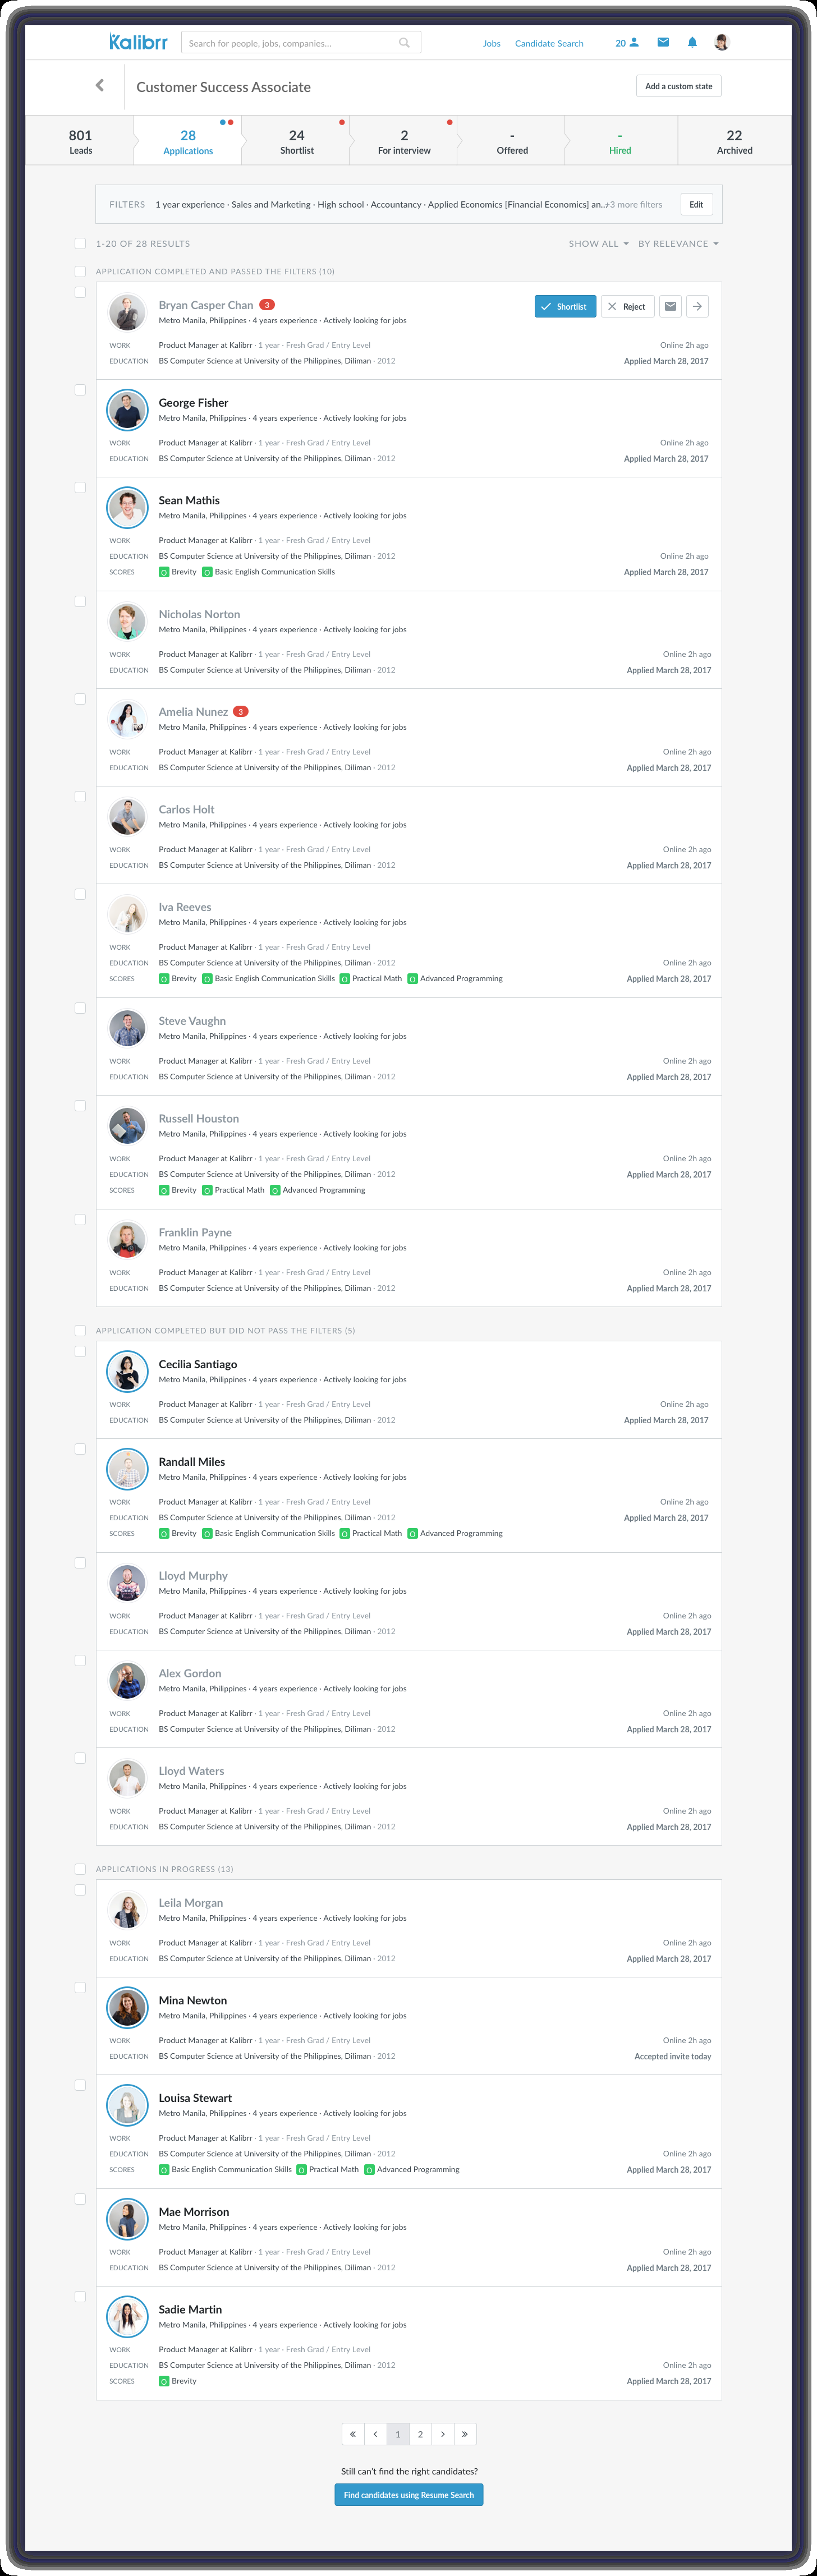 Kalibrr
Search for people, jobs, companies...
Jobs Candidate Search 20
Customer Success Associate
Add a custom state
801 28 24 2 - - 22
Leads Applications Shortlist For interview Offered Hired Archived
FILTERS 1 year experience · Sales and Marketing · High school · Accountancy · Applied Economics [Financial Economics] an... +3 more filters Edit
1-20 OF 28 RESULTS SHOW ALL BY RELEVANCE
APPLICATION COMPLETED AND PASSED THE FILTERS (10)
Bryan Casper Chan 3 Shortlist Reject
Metro Manila, Philippines · 4 years experience · Actively looking for jobs
WORK Product Manager at Kalibrr · 1 year - Fresh Grad / Entry Level Online 2h ago
EDUCATION BS Computer Science at University of the Philippines, Diliman · 2012 Applied March 28, 2017
George Fisher
Metro Manila, Philippines · 4 years experience · Actively looking for jobs
WORK Product Manager at Kalibrr · 1 year - Fresh Grad / Entry Level Online 2h ago
EDUCATION BS Computer Science at University of the Philippines, Diliman · 2012 Applied March 28, 2017
Sean Mathis
Metro Manila, Philippines · 4 years experience · Actively looking for jobs
WORK Product Manager at Kalibrr · 1 year - Fresh Grad / Entry Level
EDUCATION BS Computer Science at University of the Philippines, Diliman · 2012 Online 2h ago
SCORES O Brevity O Basic English Communication Skills Applied March 28, 2017
Nicholas Norton
Metro Manila, Philippines · 4 years experience · Actively looking for jobs
WORK Product Manager at Kalibrr · 1 year - Fresh Grad / Entry Level Online 2h ago
EDUCATION BS Computer Science at University of the Philippines, Diliman · 2012 Applied March 28, 2017
Amelia Nunez 3
Metro Manila, Philippines · 4 years experience · Actively looking for jobs
WORK Product Manager at Kalibrr · 1 year - Fresh Grad / Entry Level Online 2h ago
EDUCATION BS Computer Science at University of the Philippines, Diliman · 2012 Applied March 28, 2017
Carlos Holt
Metro Manila, Philippines · 4 years experience · Actively looking for jobs
WORK Product Manager at Kalibrr · 1 year - Fresh Grad / Entry Level Online 2h ago
EDUCATION BS Computer Science at University of the Philippines, Diliman · 2012 Applied March 28, 2017
Iva Reeves
Metro Manila, Philippines · 4 years experience · Actively looking for jobs
WORK Product Manager at Kalibrr · 1 year - Fresh Grad / Entry Level
EDUCATION BS Computer Science at University of the Philippines, Diliman · 2012 Online 2h ago
SCORES O Brevity O Basic English Communication Skills O Practical Math O Advanced Programming Applied March 28, 2017
Steve Vaughn
Metro Manila, Philippines · 4 years experience · Actively looking for jobs
WORK Product Manager at Kalibrr · 1 year - Fresh Grad / Entry Level Online 2h ago
EDUCATION BS Computer Science at University of the Philippines, Diliman · 2012 Applied March 28, 2017
Russell Houston
Metro Manila, Philippines · 4 years experience · Actively looking for jobs
WORK Product Manager at Kalibrr · 1 year - Fresh Grad / Entry Level Online 2h ago
EDUCATION BS Computer Science at University of the Philippines, Diliman · 2012 Applied March 28, 2017
SCORES O Brevity O Practical Math O Advanced Programming
Franklin Payne
Metro Manila, Philippines · 4 years experience · Actively looking for jobs
WORK Product Manager at Kalibrr · 1 year - Fresh Grad / Entry Level Online 2h ago
EDUCATION BS Computer Science at University of the Philippines, Diliman · 2012 Applied March 28, 2017
APPLICATION COMPLETED BUT DID NOT PASS THE FILTERS (5)
Cecilia Santiago
Metro Manila, Philippines · 4 years experience · Actively looking for jobs
WORK Product Manager at Kalibrr · 1 year - Fresh Grad / Entry Level Online 2h ago
EDUCATION BS Computer Science at University of the Philippines, Diliman · 2012 Applied March 28, 2017
Randall Miles
Metro Manila, Philippines · 4 years experience · Actively looking for jobs
WORK Product Manager at Kalibrr · 1 year - Fresh Grad / Entry Level Online 2h ago
EDUCATION BS Computer Science at University of the Philippines, Diliman · 2012 Applied March 28, 2017
SCORES O Brevity O Basic English Communication Skills O Practical Math O Advanced Programming
Lloyd Murphy
Metro Manila, Philippines · 4 years experience · Actively looking for jobs
WORK Product Manager at Kalibrr · 1 year - Fresh Grad / Entry Level Online 2h ago
EDUCATION BS Computer Science at University of the Philippines, Diliman · 2012 Applied March 28, 2017
Alex Gordon
Metro Manila, Philippines · 4 years experience · Actively looking for jobs
WORK Product Manager at Kalibrr · 1 year - Fresh Grad / Entry Level Online 2h ago
EDUCATION BS Computer Science at University of the Philippines, Diliman · 2012 Applied March 28, 2017
Lloyd Waters
Metro Manila, Philippines · 4 years experience · Actively looking for jobs
WORK Product Manager at Kalibrr · 1 year - Fresh Grad / Entry Level Online 2h ago
EDUCATION BS Computer Science at University of the Philippines, Diliman · 2012 Applied March 28, 2017
APPLICATIONS IN PROGRESS (13)
Leila Morgan
Metro Manila, Philippines · 4 years experience · Actively looking for jobs
WORK Product Manager at Kalibrr · 1 year - Fresh Grad / Entry Level Online 2h ago
EDUCATION BS Computer Science at University of the Philippines, Diliman · 2012 Applied March 28, 2017
Mina Newton
Metro Manila, Philippines · 4 years experience · Actively looking for jobs
WORK Product Manager at Kalibrr · 1 year - Fresh Grad / Entry Level Online 2h ago
EDUCATION BS Computer Science at University of the Philippines, Diliman · 2012 Accepted invite today
Louisa Stewart
Metro Manila, Philippines · 4 years experience · Actively looking for jobs
WORK Product Manager at Kalibrr · 1 year - Fresh Grad / Entry Level
EDUCATION BS Computer Science at University of the Philippines, Diliman · 2012 Online 2h ago
SCORES O Basic English Communication Skills O Practical Math O Advanced Programming Applied March 28, 2017
Mae Morrison
Metro Manila, Philippines · 4 years experience · Actively looking for jobs
WORK Product Manager at Kalibrr · 1 year - Fresh Grad / Entry Level Online 2h ago
EDUCATION BS Computer Science at University of the Philippines, Diliman · 2012 Applied March 28, 2017
Sadie Martin
Metro Manila, Philippines · 4 years experience · Actively looking for jobs
WORK Product Manager at Kalibrr · 1 year - Fresh Grad / Entry Level
EDUCATION BS Computer Science at University of the Philippines, Diliman · 2012 Online 2h ago
SCORES O Brevity Applied March 28, 2017
« ‹ 1 2 › »
Still can't find the right candidates?
Find candidates using Resume Search